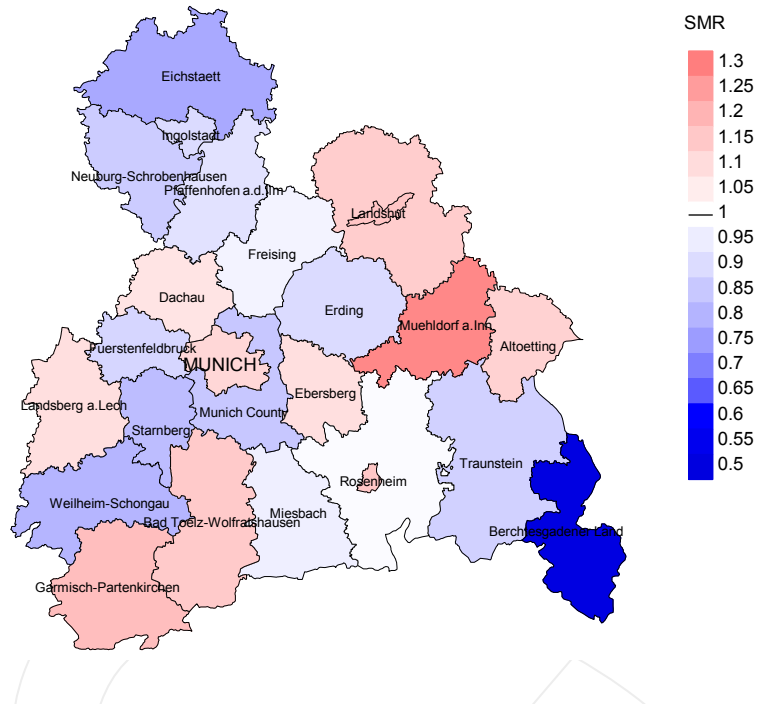 SMR
1.3
1.25
1.2
1.15
1.1
1.05
1
0.95
0.9
0.85
0.8
0.75
0.7
0.65
0.6
0.55
0.5
Eichstaett
Ingolstadt
Neuburg-Schrobenhausen
Pfaffenhofen a.d.Ilm
Landshut
Freising
Dachau
Erding
Muehldorf a.Inn
Altoetting
Fuerstenfeldbruck
MUNICH
Ebersberg
Landsberg a.Lech
Munich County
Starnberg
Traunstein
Rosenheim
Weilheim-Schongau
Miesbach
Bad Toelz-Wolfratshausen
Berchtesgadener Land
Garmisch-Partenkirchen